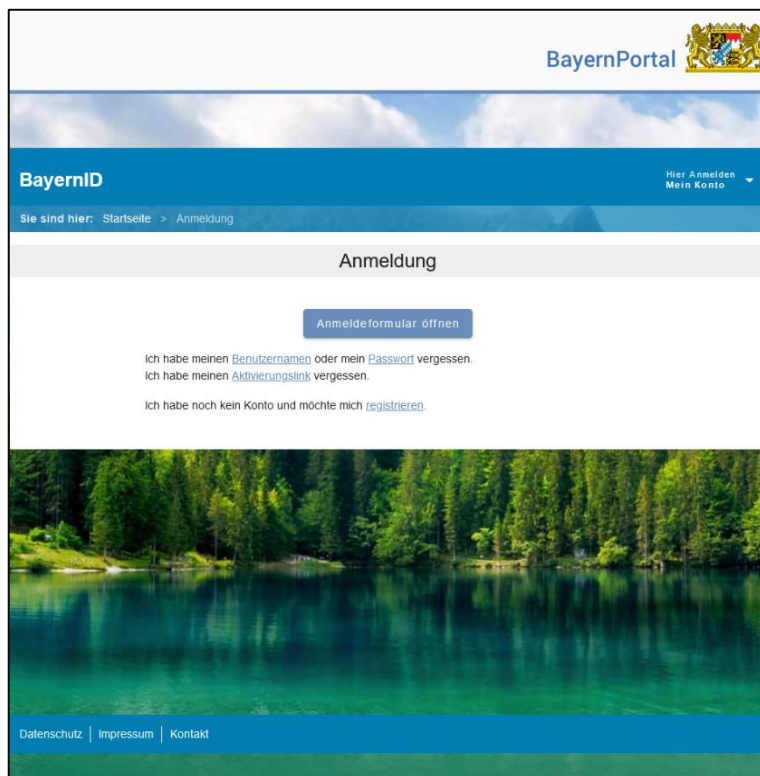 BayernPortal
BayernID
Hier Anmelden
Mein Konto
Sie sind hier: Startseite > Anmeldung
Anmeldung
Anmeldeformular öffnen
Ich habe meinen Benutzernamen oder mein Passwort vergessen.
Ich habe meinen Aktivierungslink vergessen.
Ich habe noch kein Konto und möchte mich registrieren.
Datenschutz | Impressum | Kontakt